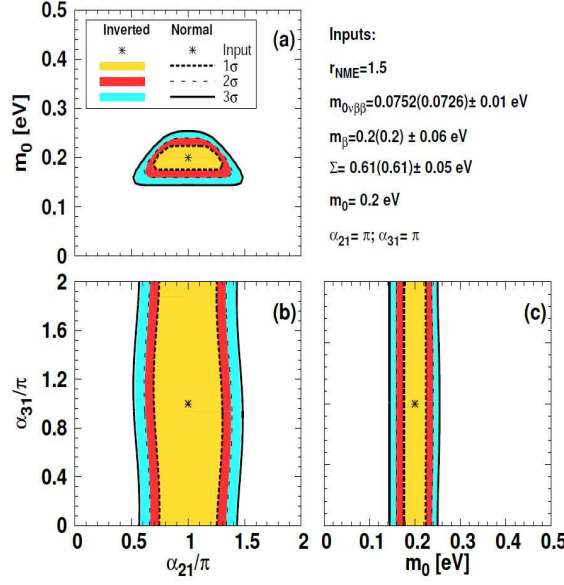 0.5
0.4
0.3
0.2
0.1
0
m₀ [eV]
Inverted Normal (a)
Input
1σ
2σ
3σ
Inputs:
r_NME=1.5
m_0νββ=0.0752(0.0726)± 0.01 eV
m_β=0.2(0.2) ± 0.06 eV
Σ= 0.61(0.61)± 0.05 eV
m₀= 0.2 eV
α₂₁= π; α₃₁= π
2
1.6
1.2
0.8
0.4
0
α₃₁/π
(b)
(c)
0 0.5 1 1.5 2
α₂₁/π
0 0.1 0.2 0.3 0.4 0.5
m₀ [eV]